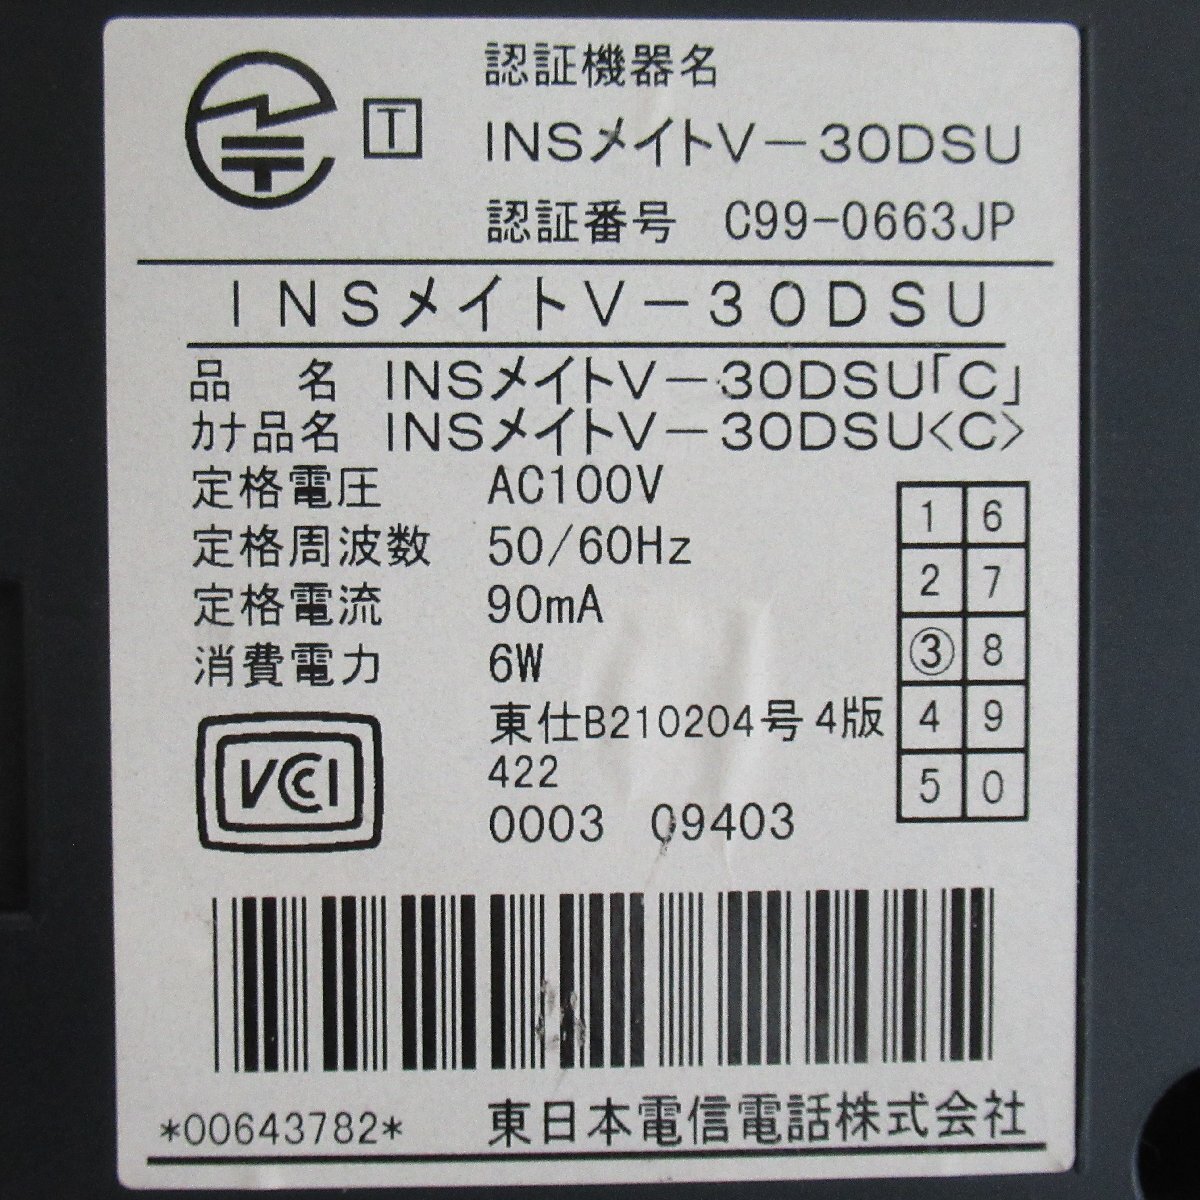 認証機器名
T
INSメイトV-30DSU
認証番号 C99-0663JP
INSメイトV-30DSU
品 名 INSメイトV-30DSU「C」
カナ品名 INSメイトV-30DSU<C>
定格電圧 AC100V
定格周波数 50/60Hz
定格電流 90mA
消費電力 6W
東仕B210204号4版
422
0003 09403
1 6
2 7
③ 8
4 9
5 0
VCCI
*00643782* 東日本電信電話株式会社